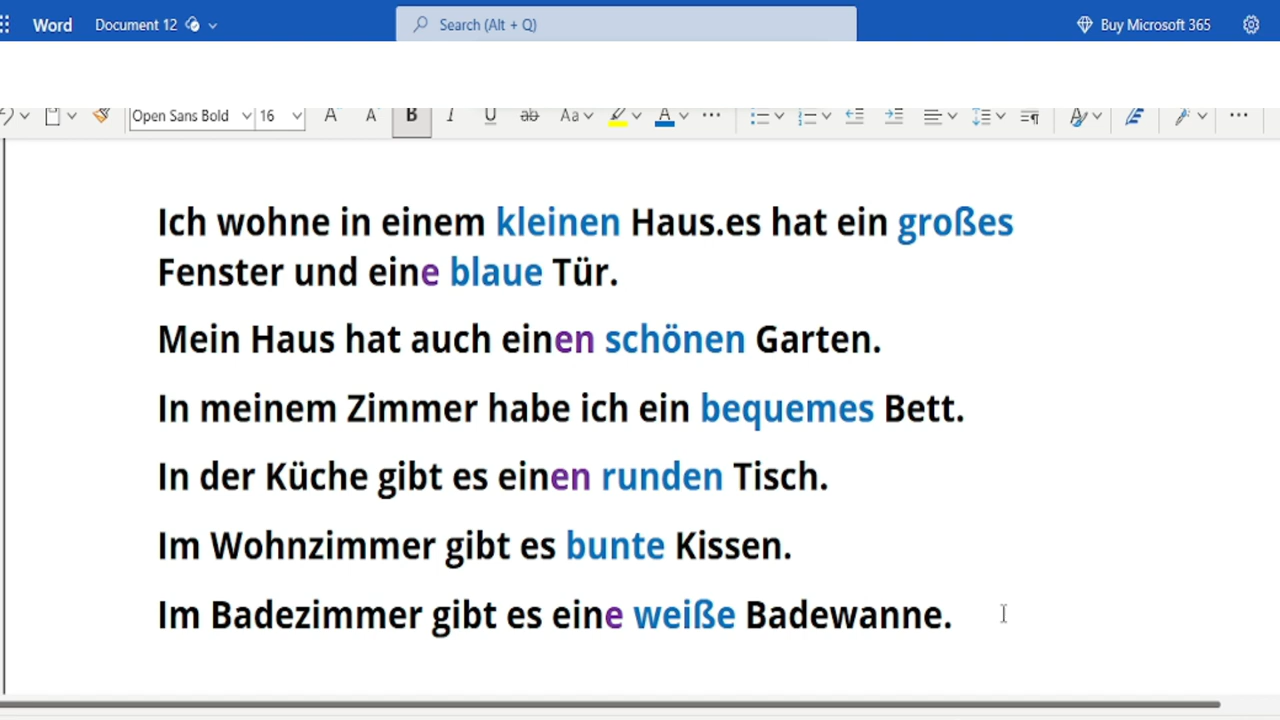 Word Document 12 Search (Alt + Q) Buy Microsoft 365
Open Sans Bold 16 A A B I U ab Aa A
Ich wohne in einem kleinen Haus.es hat ein großes
Fenster und eine blaue Tür.
Mein Haus hat auch einen schönen Garten.
In meinem Zimmer habe ich ein bequemes Bett.
In der Küche gibt es einen runden Tisch.
Im Wohnzimmer gibt es bunte Kissen.
Im Badezimmer gibt es eine weiße Badewanne.